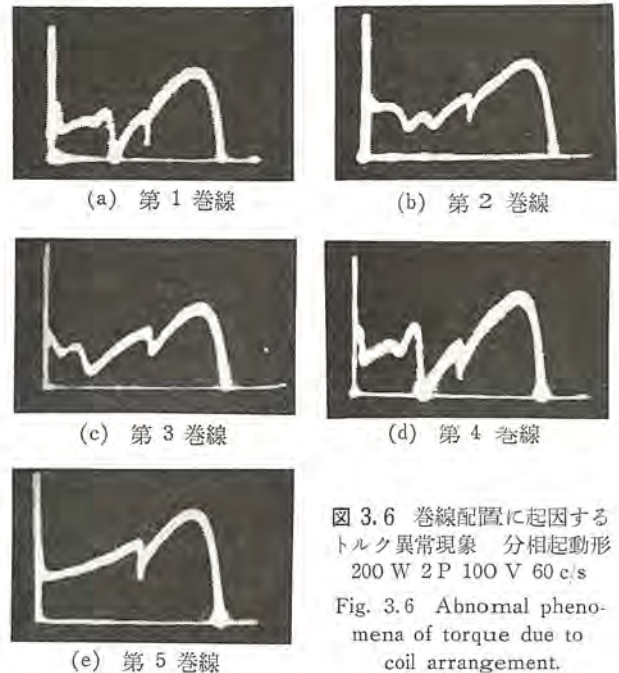 (a) 第 1 巻線
(b) 第 2 巻線
(c) 第 3 巻線
(d) 第 4 巻線
(e) 第 5 巻線
図 3.6 巻線配置に起因する
トルク異常現象 分相起動形
200 W 2 P 100 V 60 c/s
Fig. 3.6 Abnomal pheno-
mena of torque due to
coil arrangement.